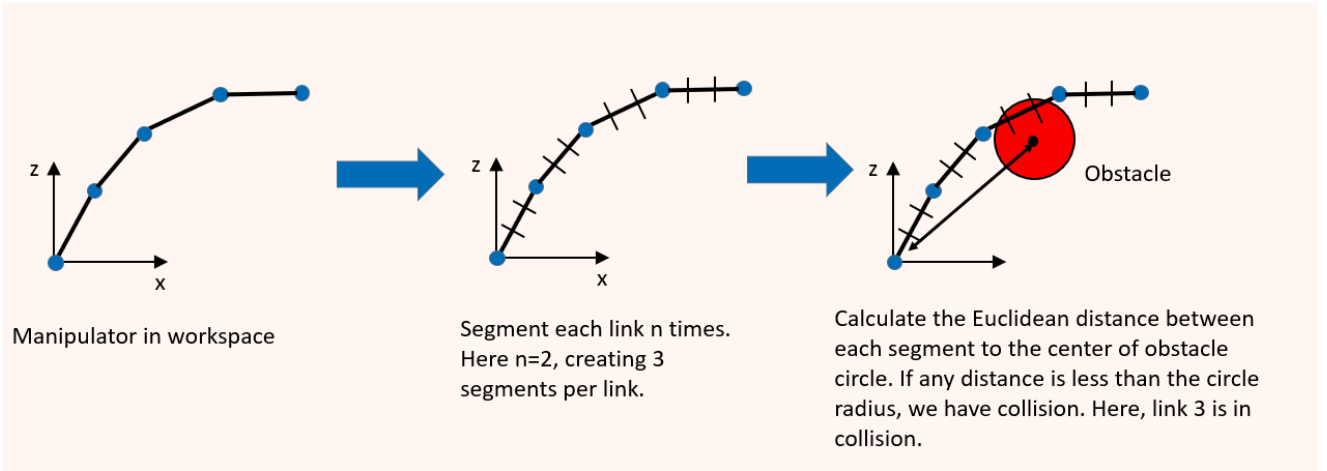 z
x
Manipulator in workspace
z
x
Segment each link n times.
Here n=2, creating 3
segments per link.
z
Obstacle
Calculate the Euclidean distance between
each segment to the center of obstacle
circle. If any distance is less than the circle
radius, we have collision. Here, link 3 is in
collision.